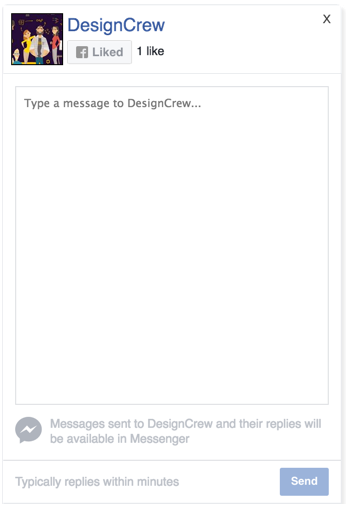 DesignCrew
X
Liked
1 like
Type a message to DesignCrew...
Messages sent to DesignCrew and their replies will
be available in Messenger
Typically replies within minutes
Send